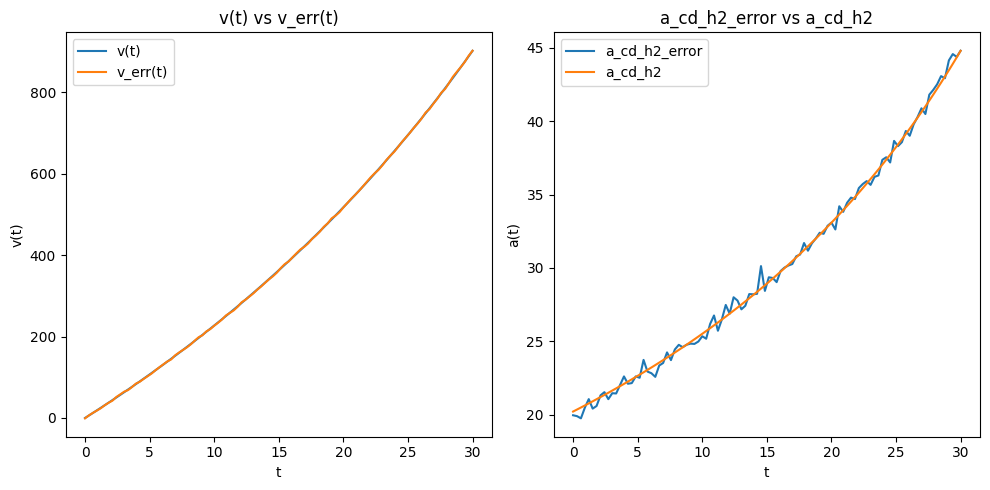 v(t) vs v_err(t)
v(t)
v_err(t)
v(t)
800
600
400
200
0
0 5 10 15 20 25 30
t
a_cd_h2_error vs a_cd_h2
a_cd_h2_error
a_cd_h2
a(t)
45
40
35
30
25
20
0 5 10 15 20 25 30
t